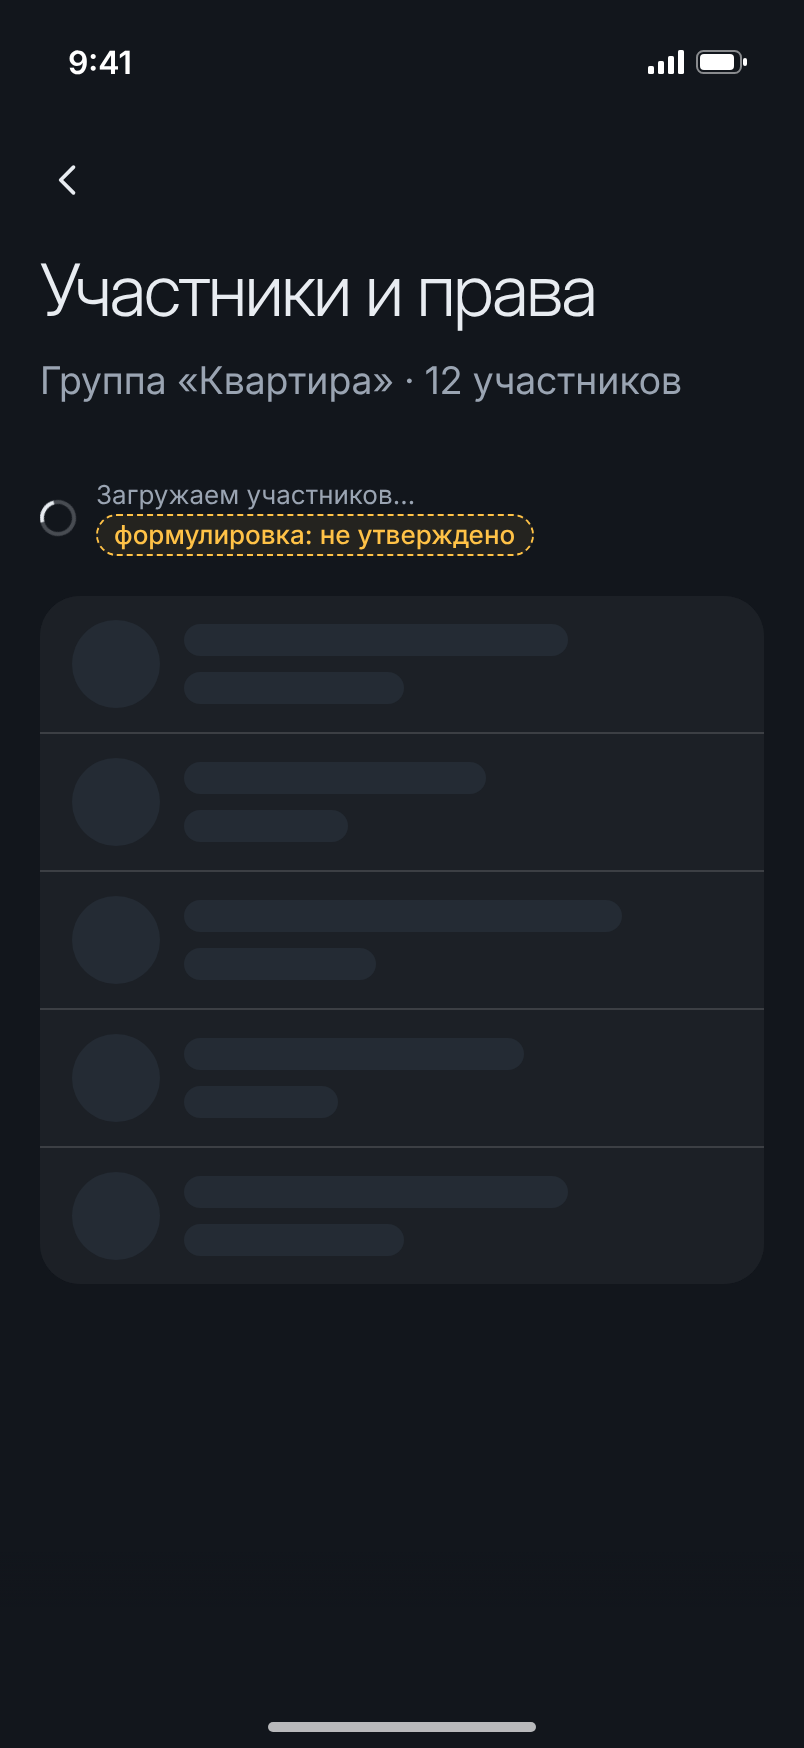 9:41
Участники и права
Группа «Квартира» · 12 участников
Загружаем участников…
формулировка: не утверждено